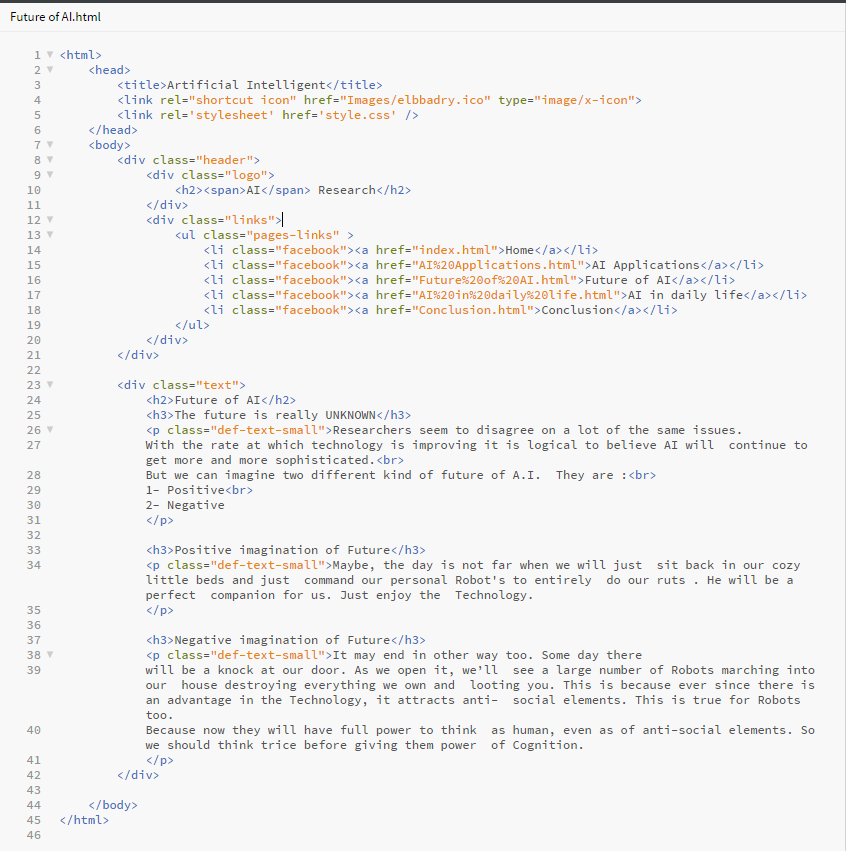 Future of AI.html
1 <html>
2 <head>
3 <title>Artificial Intelligent</title>
4 <link rel="shortcut icon" href="Images/elbbadry.ico" type="image/x-icon">
5 <link rel='stylesheet' href='style.css' />
6 </head>
7 <body>
8 <div class="header">
9 <div class="logo">
10 <h2><span>AI</span> Research</h2>
11 </div>
12 <div class="links">
13 <ul class="pages-links" >
14 <li class="facebook"><a href="index.html">Home</a></li>
15 <li class="facebook"><a href="AI%20Applications.html">AI Applications</a></li>
16 <li class="facebook"><a href="Future%20of%20AI.html">Future of AI</a></li>
17 <li class="facebook"><a href="AI%20in%20daily%20life.html">AI in daily life</a></li>
18 <li class="facebook"><a href="Conclusion.html">Conclusion</a></li>
19 </ul>
20 </div>
21 </div>
22
23 <div class="text">
24 <h2>Future of AI</h2>
25 <h3>The future is really UNKNOWN</h3>
26 <p class="def-text-small">Researchers seem to disagree on a lot of the same issues.
27 With the rate at which technology is improving it is logical to believe AI will  continue to
get more and more sophisticated.<br>
28 But we can imagine two different kind of future of A.I.  They are :<br>
29 1- Positive<br>
30 2- Negative
31 </p>
32
33 <h3>Positive imagination of Future</h3>
34 <p class="def-text-small">Maybe, the day is not far when we will just  sit back in our cozy
little beds and just  command our personal Robot's to entirely  do our ruts . He will be a
perfect  companion for us. Just enjoy the  Technology.
35 </p>
36
37 <h3>Negative imagination of Future</h3>
38 <p class="def-text-small">It may end in other way too. Some day there
39 will be a knock at our door. As we open it, we’ll  see a large number of Robots marching into
our  house destroying everything we own and  looting you. This is because ever since there is
an advantage in the Technology, it attracts anti-  social elements. This is true for Robots
too.
40 Because now they will have full power to think  as human, even as of anti-social elements. So
we should think trice before giving them power  of Cognition.
41 </p>
42 </div>
43
44 </body>
45 </html>
46